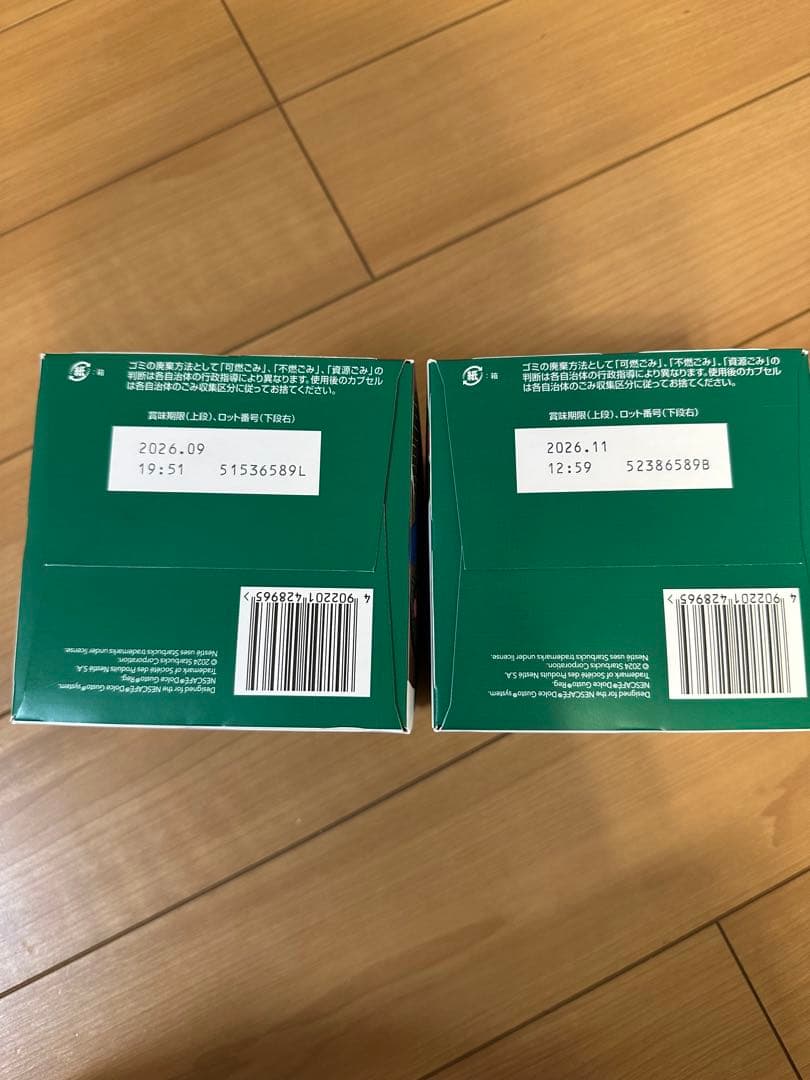 紙 : 箱
ゴミの廃棄方法として「可燃ごみ」、「不燃ごみ」、「資源ごみ」の
判断は各自治体の行政指導により異なります。使用後のカプセル
は各自治体のごみ収集区分に従ってお捨てください。
賞味期限(上段)、ロット番号(下段右)
2026.09
19:51 51536589L
4 902201 428965 >
Designed for the NESCAFÉ® Dolce Gusto® system.
NESCAFÉ® Dolce Gusto® Reg.
Trademark of Société des Produits Nestlé S.A.
© 2024 Starbucks Corporation.
Nestlé uses Starbucks trademarks under license.
紙 : 箱
ゴミの廃棄方法として「可燃ごみ」、「不燃ごみ」、「資源ごみ」の
判断は各自治体の行政指導により異なります。使用後のカプセル
は各自治体のごみ収集区分に従ってお捨てください。
賞味期限(上段)、ロット番号(下段右)
2026.11
12:59 52386589B
4 902201 428965 >
Designed for the NESCAFÉ® Dolce Gusto® system.
NESCAFÉ® Dolce Gusto® Reg.
Trademark of Société des Produits Nestlé S.A.
© 2024 Starbucks Corporation.
Nestlé uses Starbucks trademarks under license.